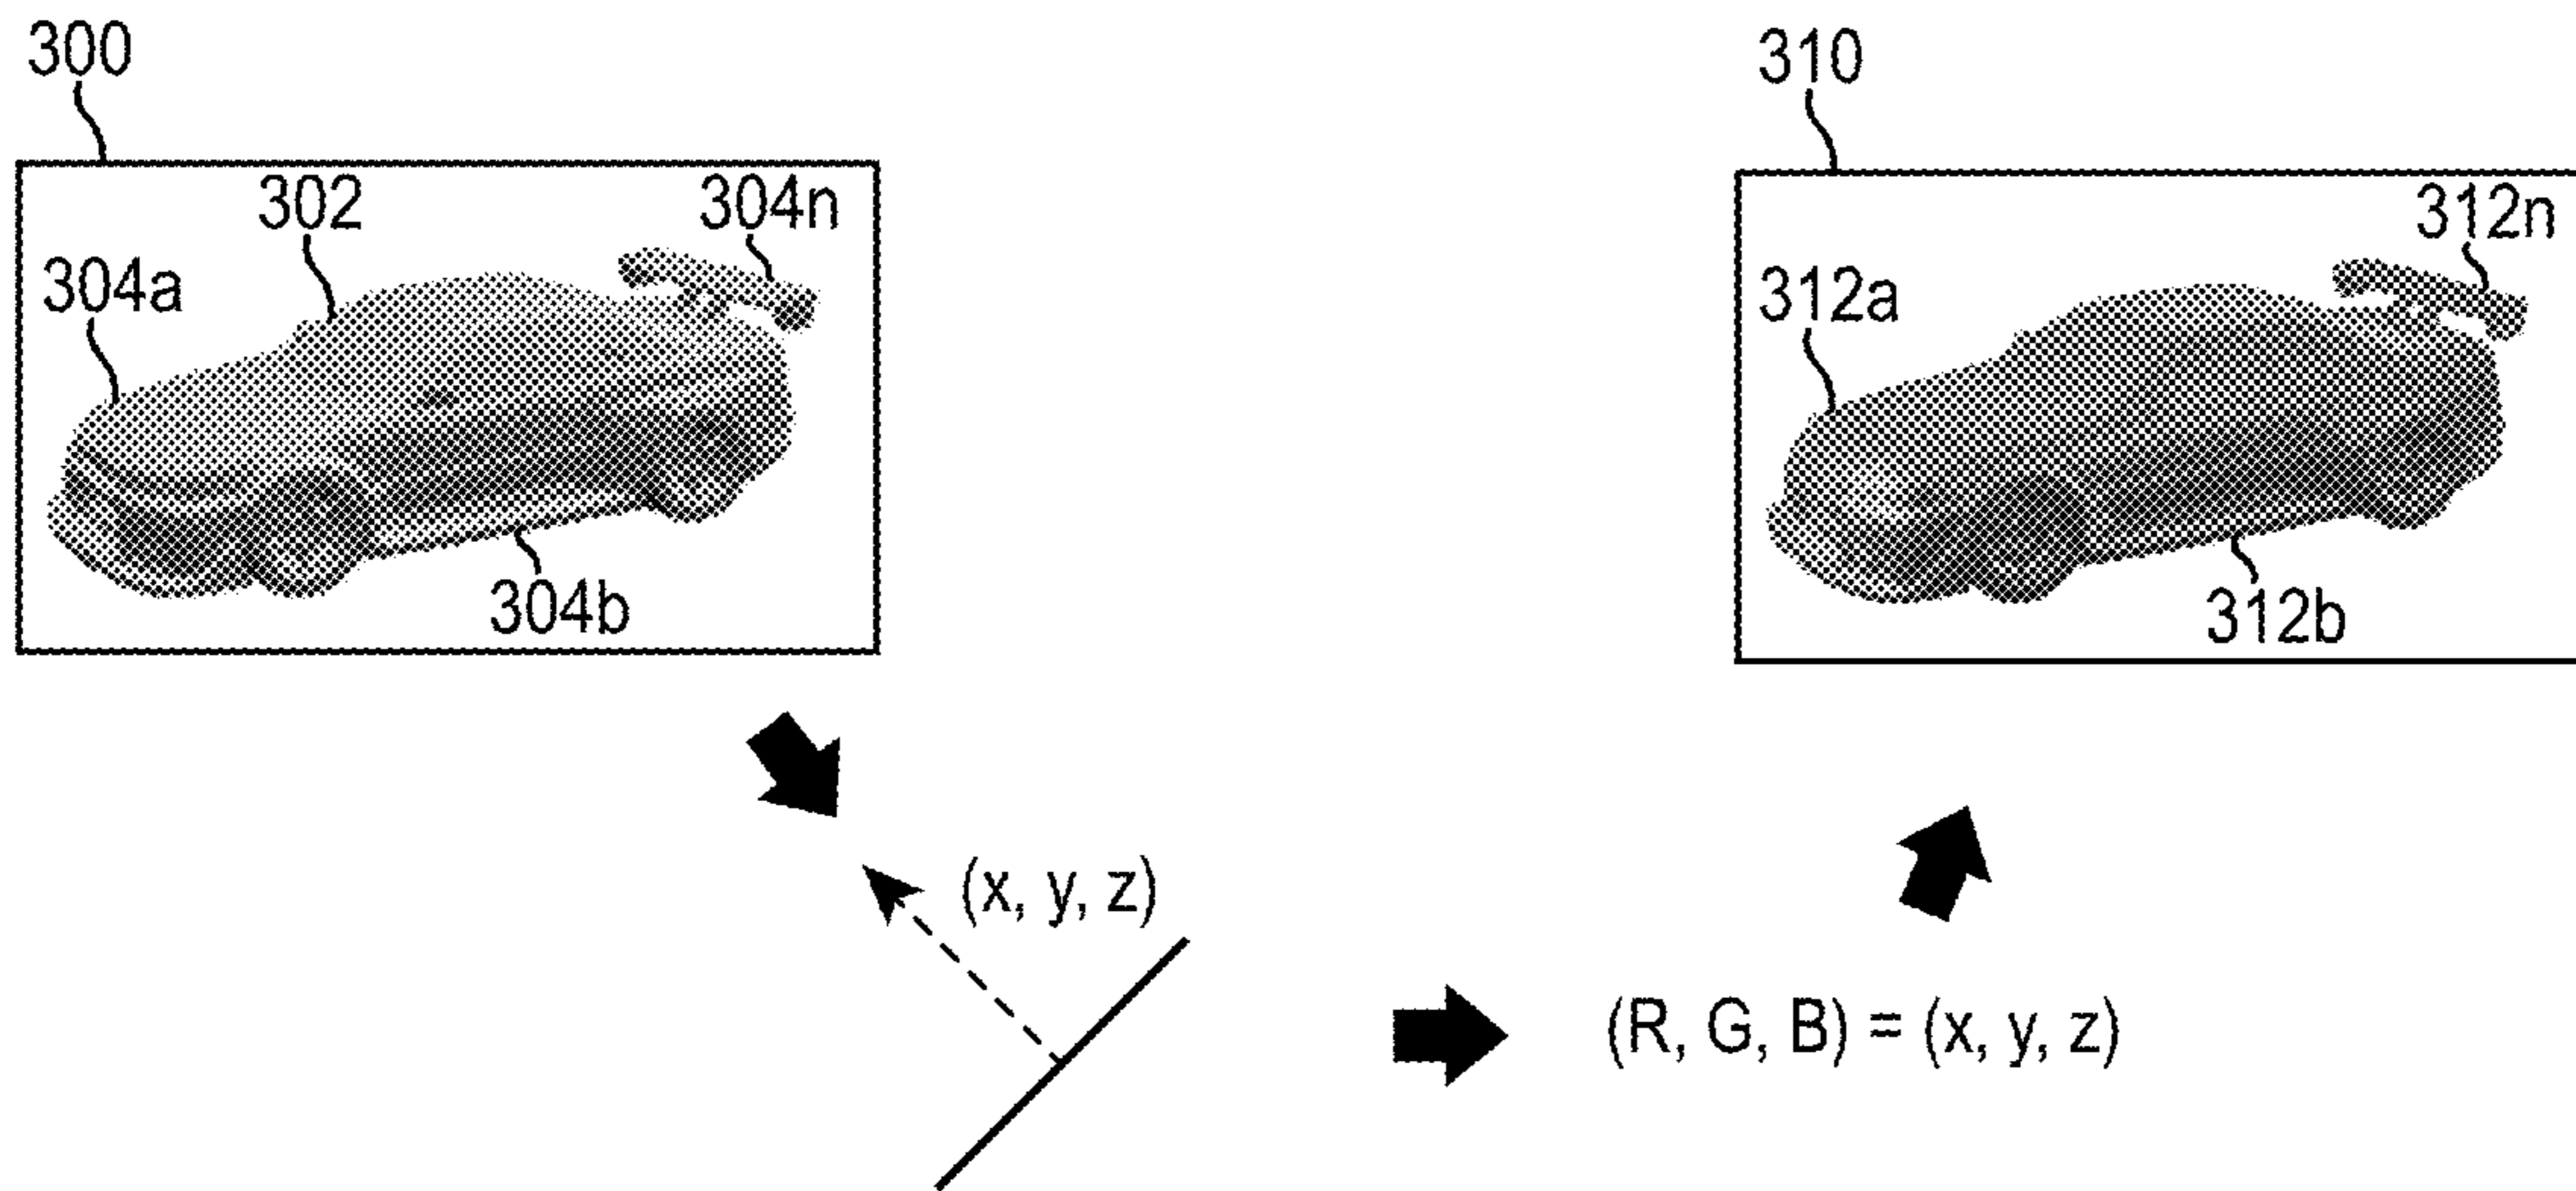 300
310
302
304n
304a
304b
312n
312a
312b
(x, y, z)
(R, G, B) = (x, y, z)